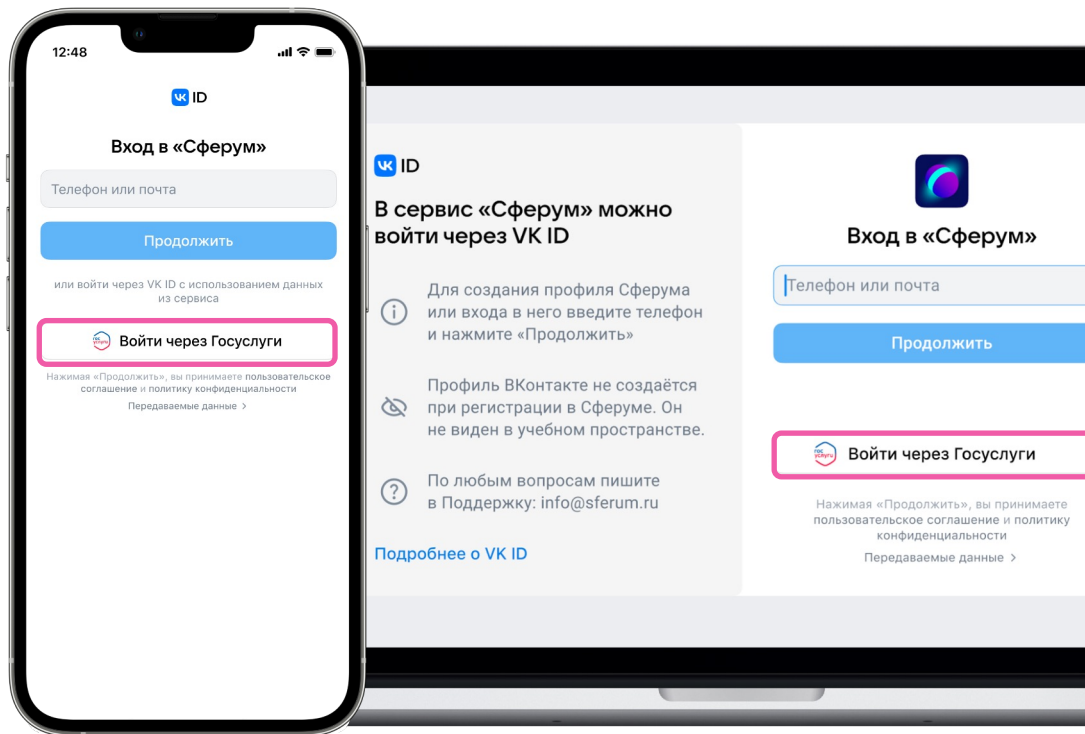 12:48
VK ID
Вход в «Сферум»
Телефон или почта
Продолжить
или войти через VK ID с использованием данных
из сервиса
гос
услуги
Войти через Госуслуги
Нажимая «Продолжить», вы принимаете пользовательское
соглашение и политику конфиденциальности
Передаваемые данные >
VK ID
В сервис «Сферум» можно
войти через VK ID
Для создания профиля Сферума
или входа в него введите телефон
и нажмите «Продолжить»
Профиль ВКонтакте не создаётся
при регистрации в Сферуме. Он
не виден в учебном пространстве.
По любым вопросам пишите
в Поддержку: info@sferum.ru
Подробнее о VK ID
Вход в «Сферум»
Телефон или почта
Продолжить
гос
услуги
Войти через Госуслуги
Нажимая «Продолжить», вы принимаете
пользовательское соглашение и политику
конфиденциальности
Передаваемые данные >